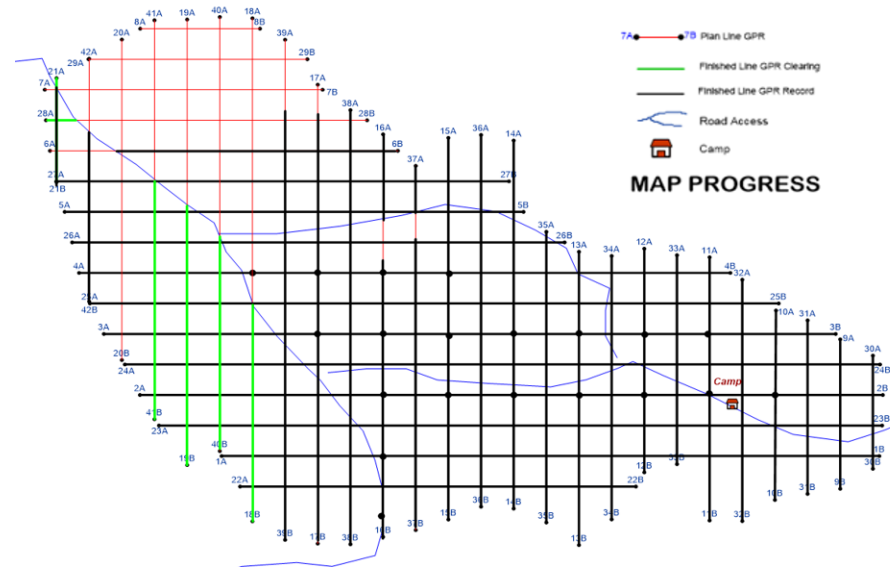 41A 19A 40A 18A
8A 8B
20A 39A
42A
29A 29B
21A
7A 17A 7B
38A
28A 28B
16A 15A 36A 14A
6A 6B
37A
27A 27B
21B
5A 5B
35A
26A 26B
13A 34A 12A 33A 11A
4A 4B
32A
25A 25B
42B
10A 31A
3A 3B
9A
30A
20B
24A 24B
Camp
2A 2B
41B
23A 23B
40B
1A 1B
19B
12B 33B 30B
22A 22B
9B
31B
10B
36B 14B
18B 15B 35B 34B 11B 32B
16B 37B
39B 17B 38B 13B
7A 7B Plan Line GPR
Finished Line GPR Clearing
Finished Line GPR Record
Road Access
Camp
MAP PROGRESS